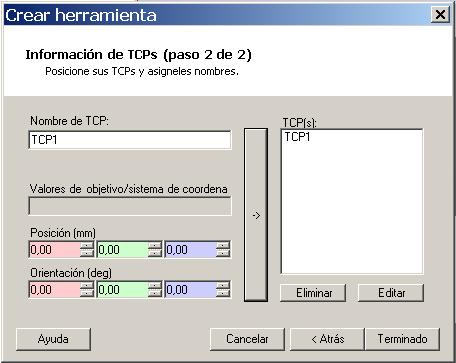 Crear herramienta
Información de TCPs (paso 2 de 2)
Posicione sus TCPs y asigneles nombres.
Nombre de TCP:
TCP1
Valores de objetivo/sistema de coordena
Posición (mm)
0,00 0,00 0,00
Orientación (deg)
0,00 0,00 0,00
->
TCP(s):
TCP1
Eliminar Editar
Ayuda Cancelar < Atrás Terminado